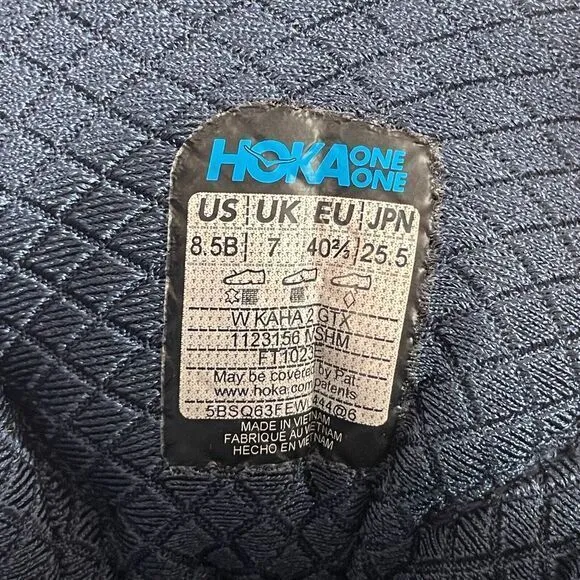 HOKA ONE ONE
US UK EU JPN
8.5B 7 40⅔ 25.5
W KAHA 2 GTX
1123156 NSHM
FT1023
May be covered by Pat.
www.hoka.com/patents
MADE IN VIETNAM
FABRIQUÉ AU VIETNAM
HECHO EN VIETNAM